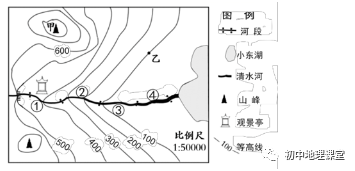 甲
600
乙
①
②
③
④
500
400
300
200
100
比例尺
1:50000
图例
河段
小东湖
清水河
山峰
观景亭
100
等高线
初中地理课堂